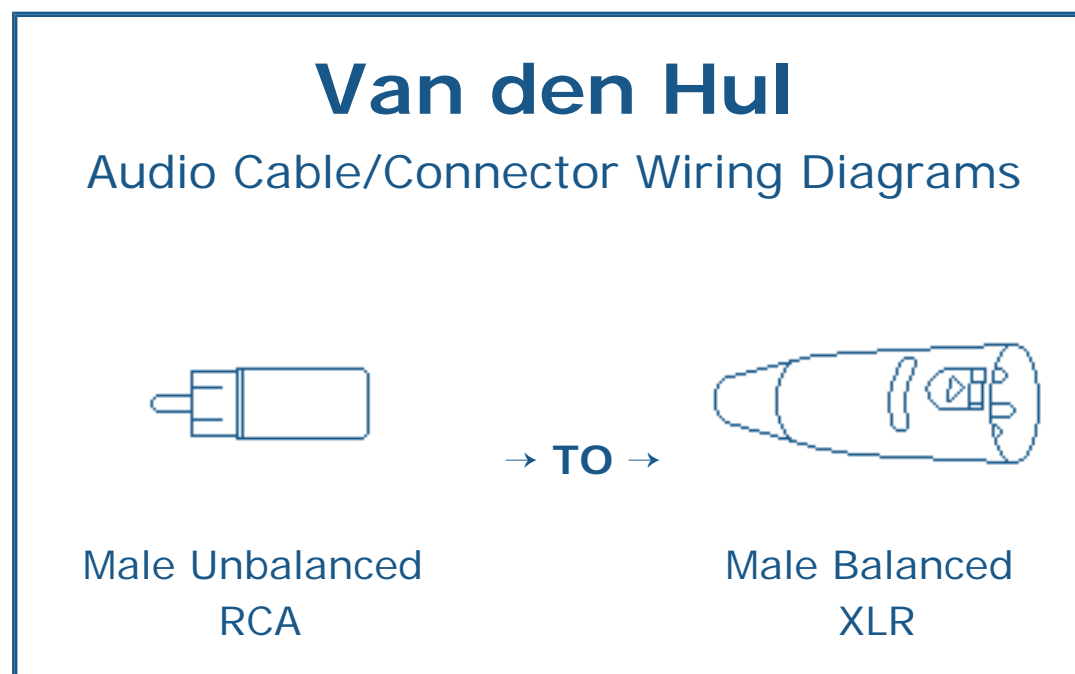 Van den Hul
Audio Cable/Connector Wiring Diagrams
→ TO →
Male Unbalanced
RCA
Male Balanced
XLR